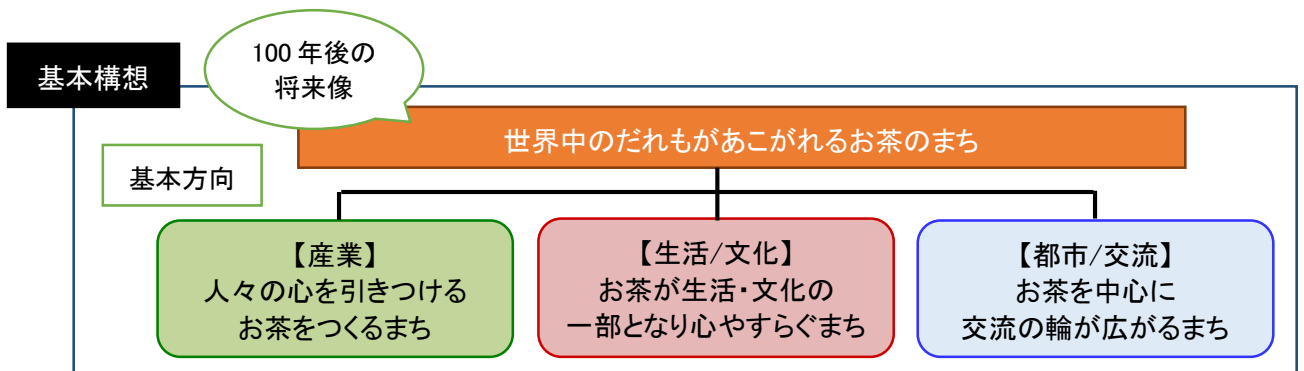 基本構想
100年後の
将来像
世界中のだれもがあこがれるお茶のまち
基本方向
【産業】
人々の心を引きつける
お茶をつくるまち
【生活/文化】
お茶が生活・文化の
一部となり心やすらぐまち
【都市/交流】
お茶を中心に
交流の輪が広がるまち